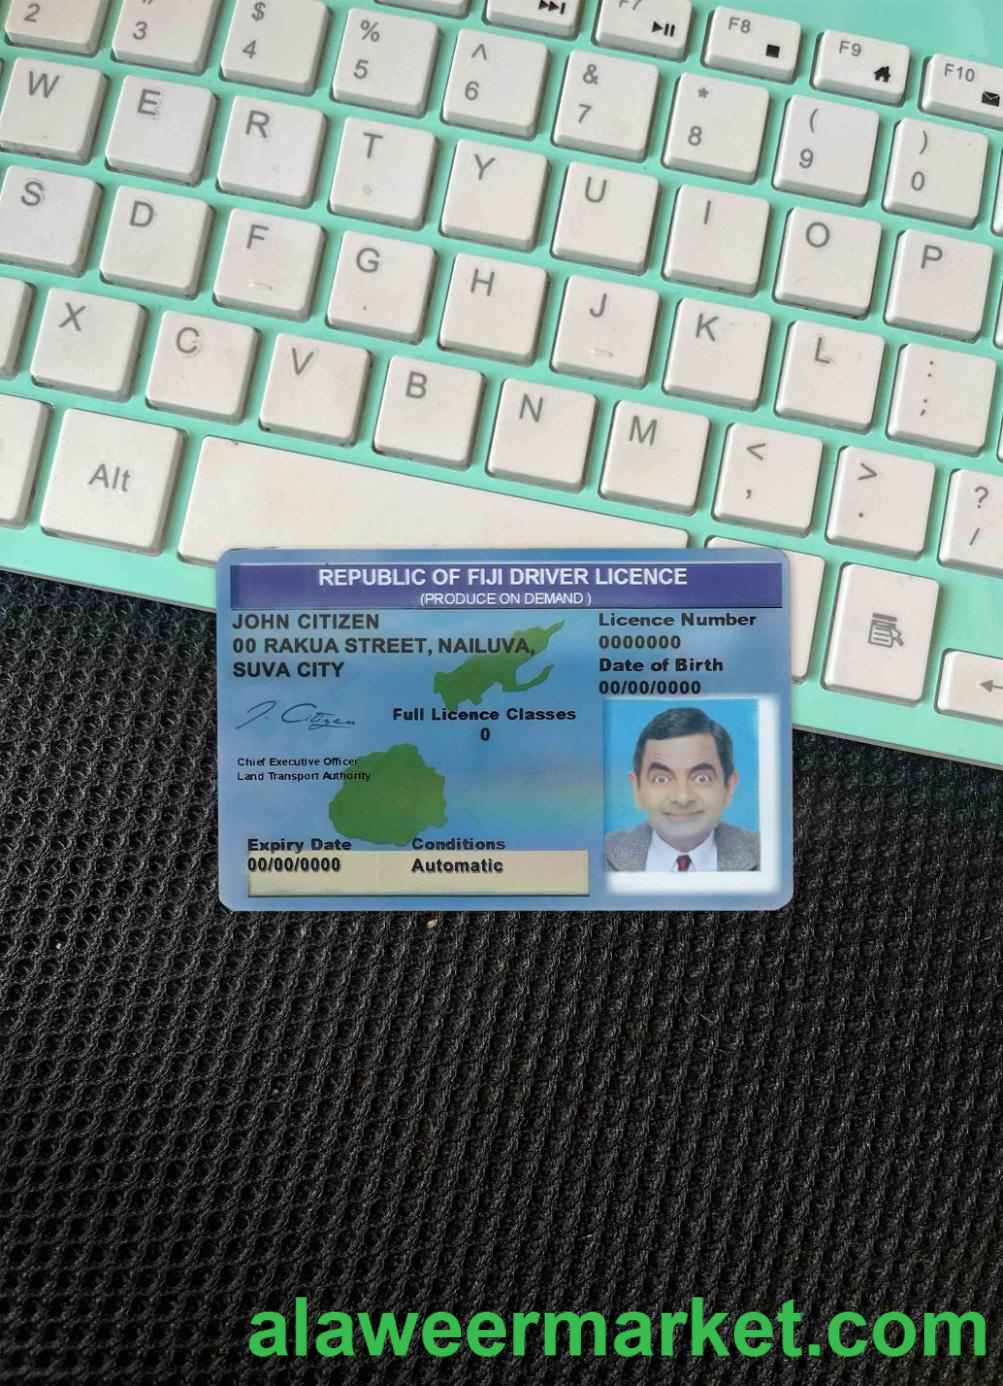 2 3 $ 4 % 5 ^ 6 & 7 * 8 ( 9 ) 0
F7 F8 F9 F10
W E R T Y U I O P
S D F G H J K L : ;
X C V B N M < , > . ? /
Alt
REPUBLIC OF FIJI DRIVER LICENCE
(PRODUCE ON DEMAND )
JOHN CITIZEN
00 RAKUA STREET, NAILUVA,
SUVA CITY
Licence Number
0000000
Date of Birth
00/00/0000
J. Citizen
Full Licence Classes
0
Chief Executive Officer
Land Transport Authority
Expiry Date
00/00/0000
Conditions
Automatic
alaweermarket.com